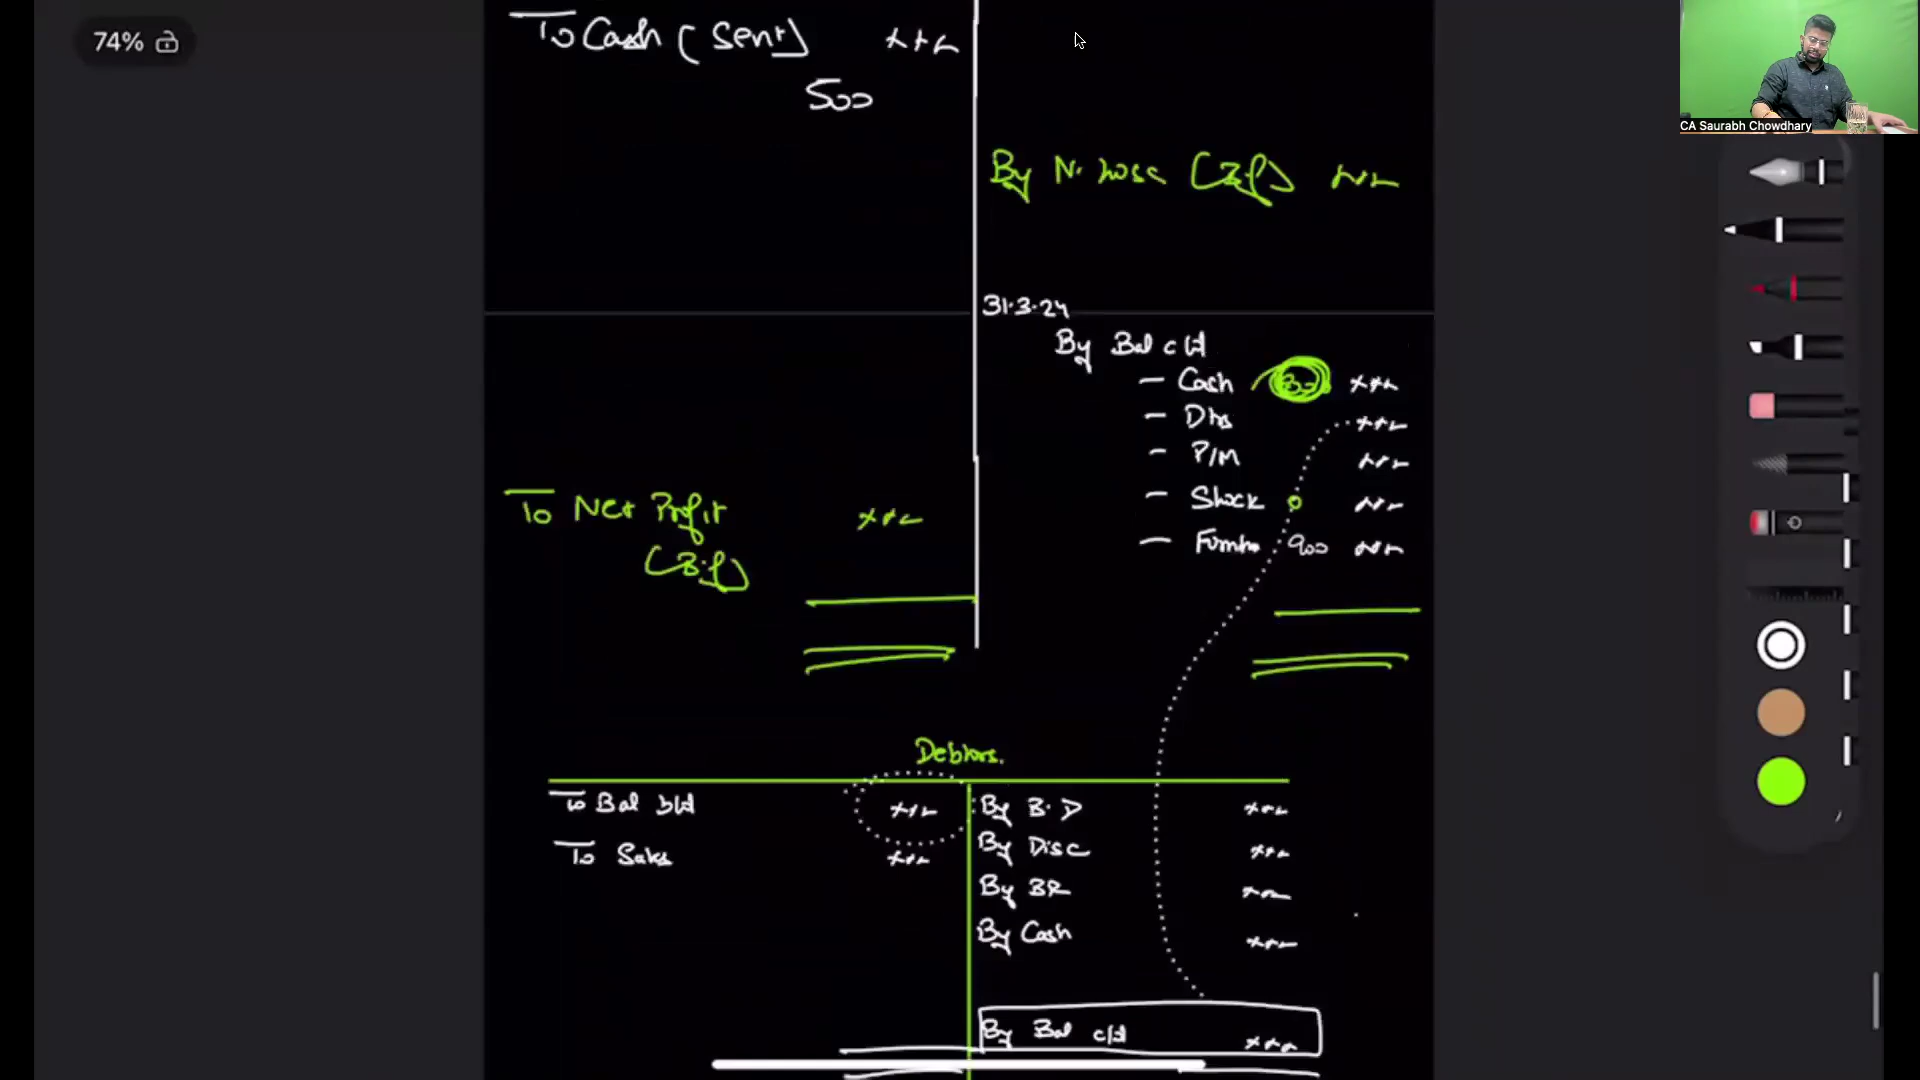 74%
To Cash (Sent) xxx
500
By N. Loss (B.f) xxx
31.3.24
By Bal c/d
— Cash xxx
— Drs xxx
— P/M xxx
To Net Profit xxx
(B.f)
— Stock 0 xxx
— Furnitu 900 xxx
Debtors.
To Bal b/d xxx
By B.D xxx
To Sales xxx
By Disc xxx
By BR xxx
By Cash xxx
By Bal c/d xxx
CA Saurabh Chowdhary